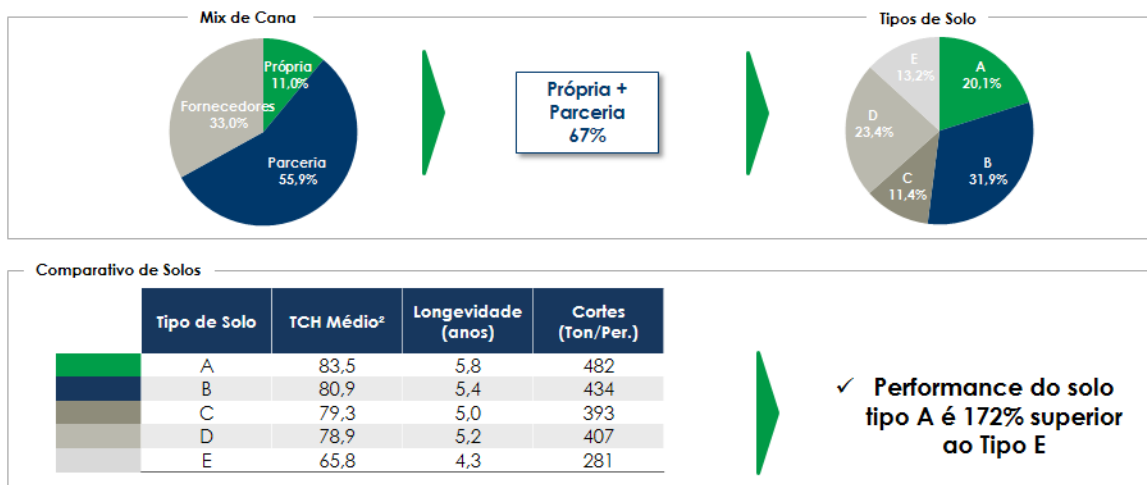 Mix de Cana
Própria
11,0%
Fornecedores
33,0%
Parceria
55,9%
Própria +
Parceria
67%
Tipos de Solo
E
13,2%
A
20,1%
D
23,4%
B
31,9%
C
11,4%
Comparativo de Solos
Tipo de Solo TCH Médio² Longevidade (anos) Cortes (Ton/Per.)
A 83,5 5,8 482
B 80,9 5,4 434
C 79,3 5,0 393
D 78,9 5,2 407
E 65,8 4,3 281
✓ Performance do solo
tipo A é 172% superior
ao Tipo E